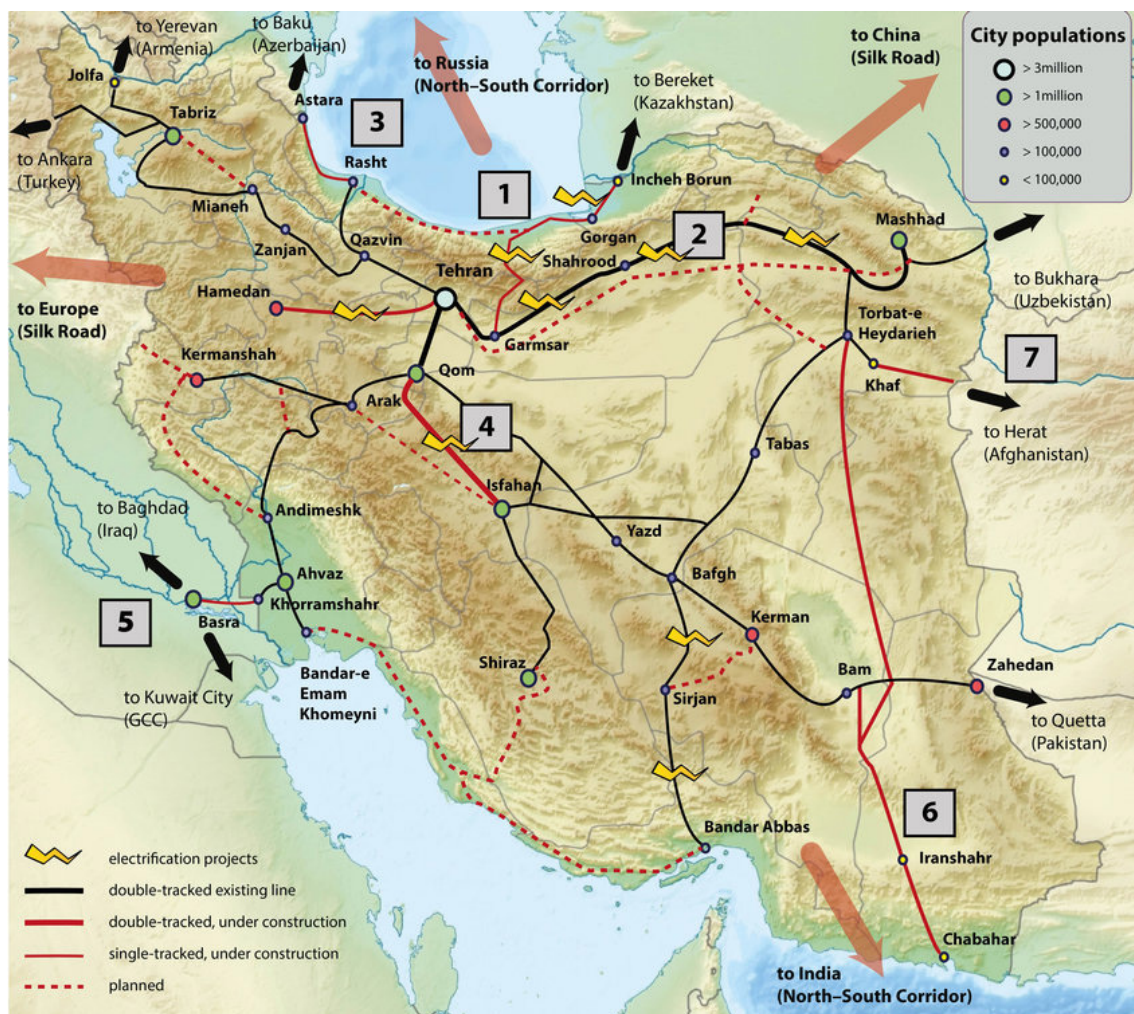 to Yerevan
(Armenia)
to Baku
(Azerbaijan)
to Russia
(North–South Corridor)
to Bereket
(Kazakhstan)
to China
(Silk Road)
City populations
> 3million
> 1million
> 500,000
> 100,000
< 100,000
Jolfa
Tabriz
Astara
3
Rasht
to Ankara
(Turkey)
Mianeh
Zanjan
Qazvin
1
Incheh Borun
Gorgan
2
Shahrood
Mashhad
to Bukhara
(Uzbekistan)
to Europe
(Silk Road)
Hamedan
Tehran
Garmsar
Torbat-e
Heydarieh
7
Kermanshah
Qom
Arak
Khaf
to Herat
(Afghanistan)
4
Tabas
Isfahan
to Baghdad
(Iraq)
Andimeshk
Yazd
Bafgh
Ahvaz
Khorramshahr
5
Basra
Kerman
to Kuwait City
(GCC)
Bandar-e
Emam
Khomeyni
Shiraz
Sirjan
Bam
Zahedan
to Quetta
(Pakistan)
6
Bandar Abbas
Iranshahr
Chabahar
to India
(North–South Corridor)
electrification projects
double-tracked existing line
double-tracked, under construction
single-tracked, under construction
planned